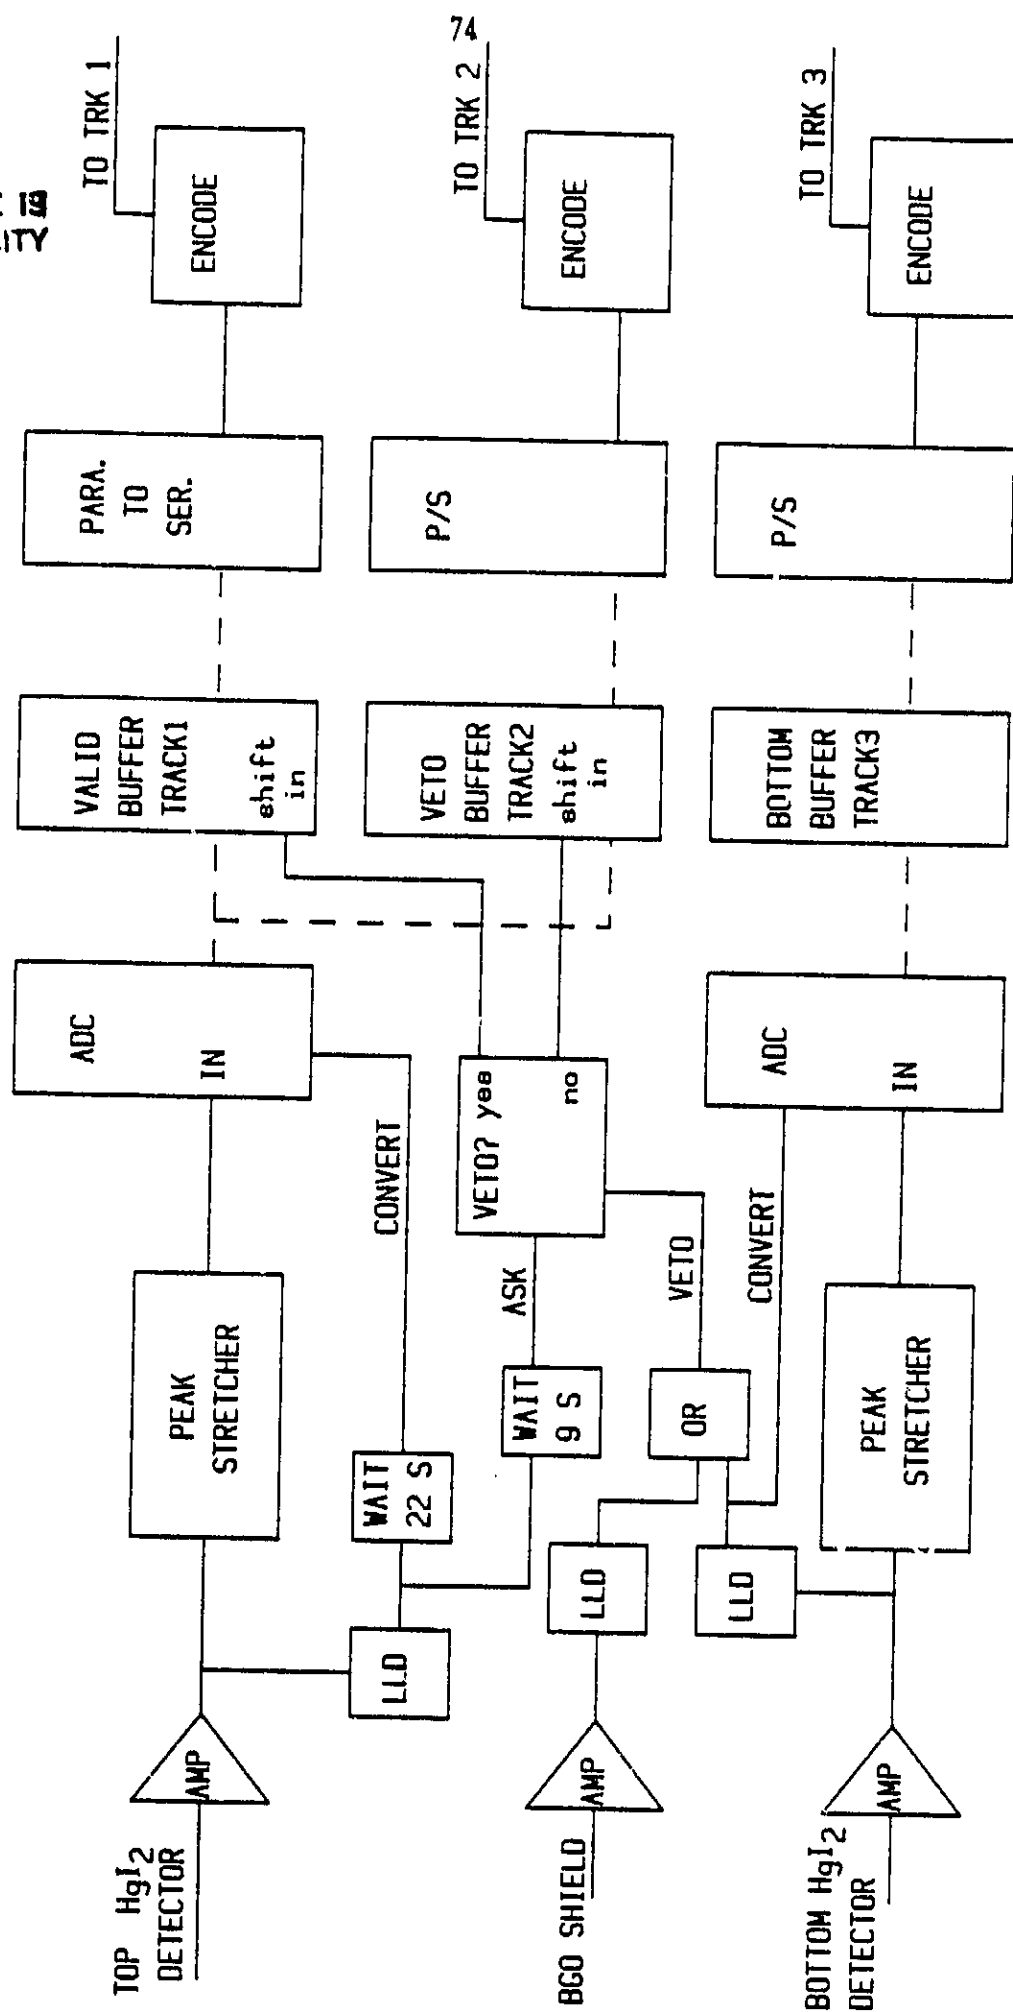 74
ITY
TO TRK 1
TO TRK 2
TO TRK 3
ENCODE
ENCODE
ENCODE
PARA.
TO
SER.
P/S
P/S
VALID
BUFFER
TRACK1
shift
in
VETO
BUFFER
TRACK2
shift
in
BOTTOM
BUFFER
TRACK3
ADC
IN
CONVERT
VETO? yes
no
ADC
IN
ASK
VETO
CONVERT
PEAK
STRETCHER
WAIT
22 S
WAIT
9 S
OR
PEAK
STRETCHER
LLD
LLD
LLD
AMP
AMP
AMP
TOP HgI2
DETECTOR
BGO SHIELD
BOTTOM HgI2
DETECTOR